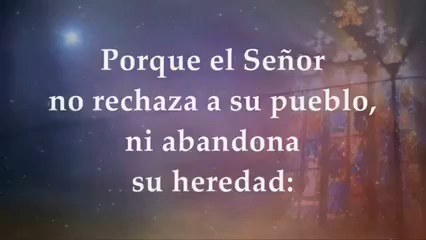 Porque el Señor
no rechaza a su pueblo,
ni abandona
su heredad: